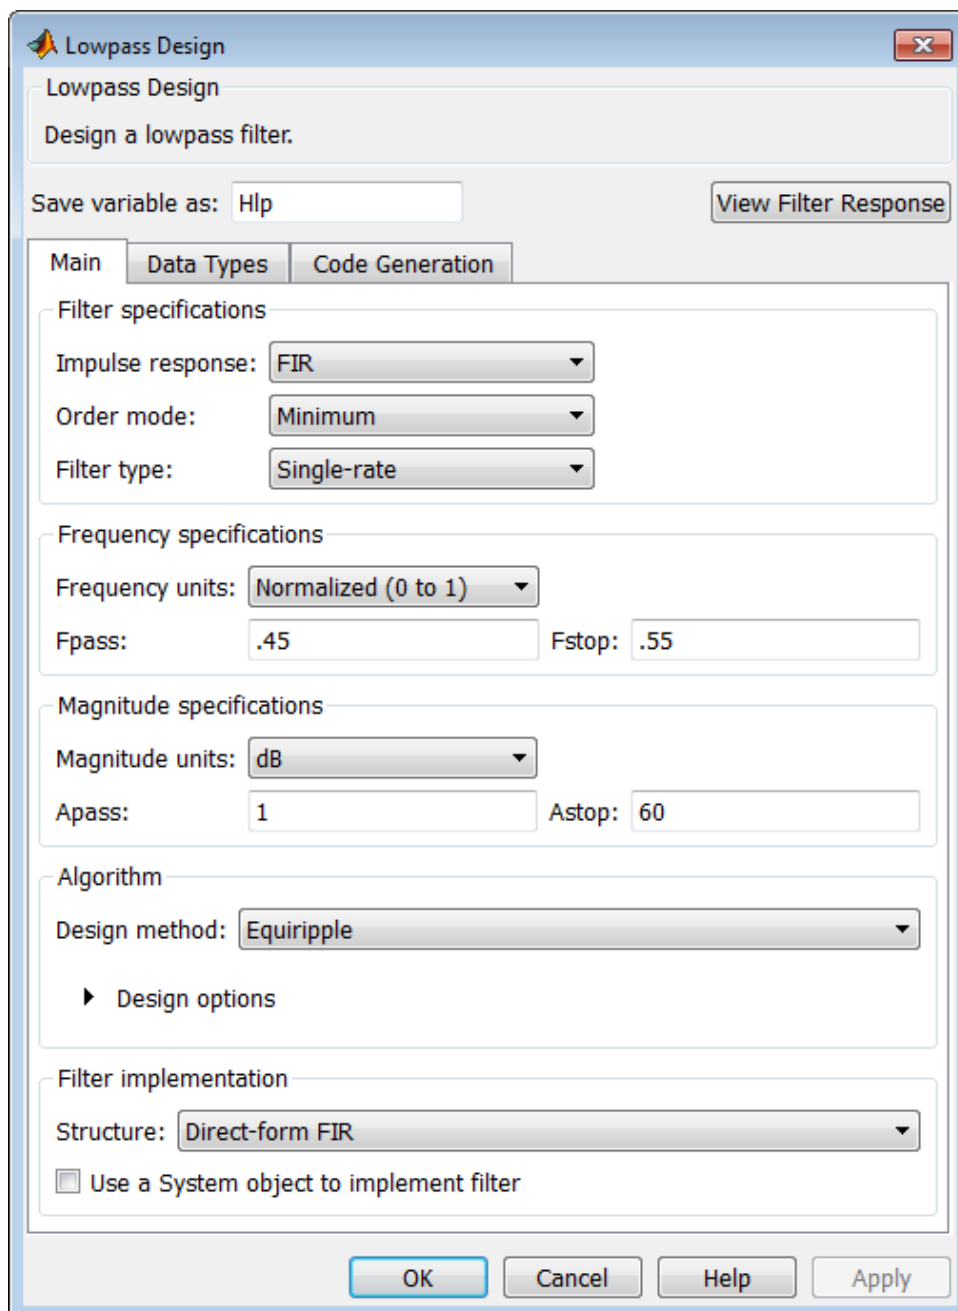 Lowpass Design
Lowpass Design
Design a lowpass filter.
Save variable as: Hlp View Filter Response
Main Data Types Code Generation
Filter specifications
Impulse response: FIR
Order mode: Minimum
Filter type: Single-rate
Frequency specifications
Frequency units: Normalized (0 to 1)
Fpass: .45 Fstop: .55
Magnitude specifications
Magnitude units: dB
Apass: 1 Astop: 60
Algorithm
Design method: Equiripple
Design options
Filter implementation
Structure: Direct-form FIR
Use a System object to implement filter
OK Cancel Help Apply